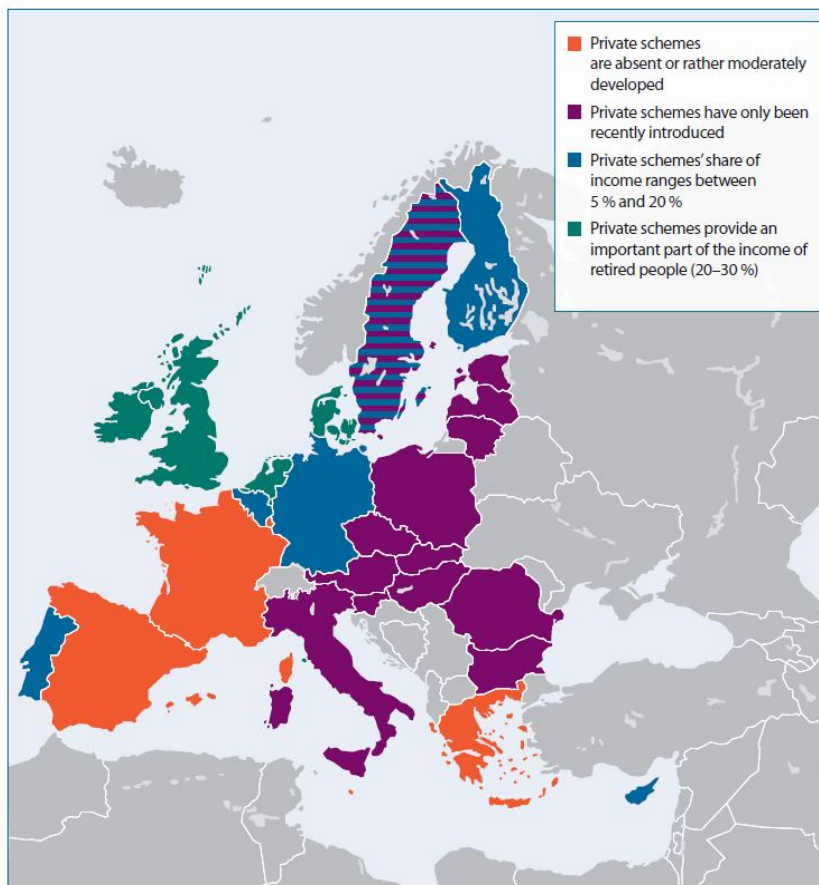 Private schemes
are absent or rather moderately
developed
Private schemes have only been
recently introduced
Private schemes’ share of
income ranges between
5 % and 20 %
Private schemes provide an
important part of the income of
retired people (20–30 %)